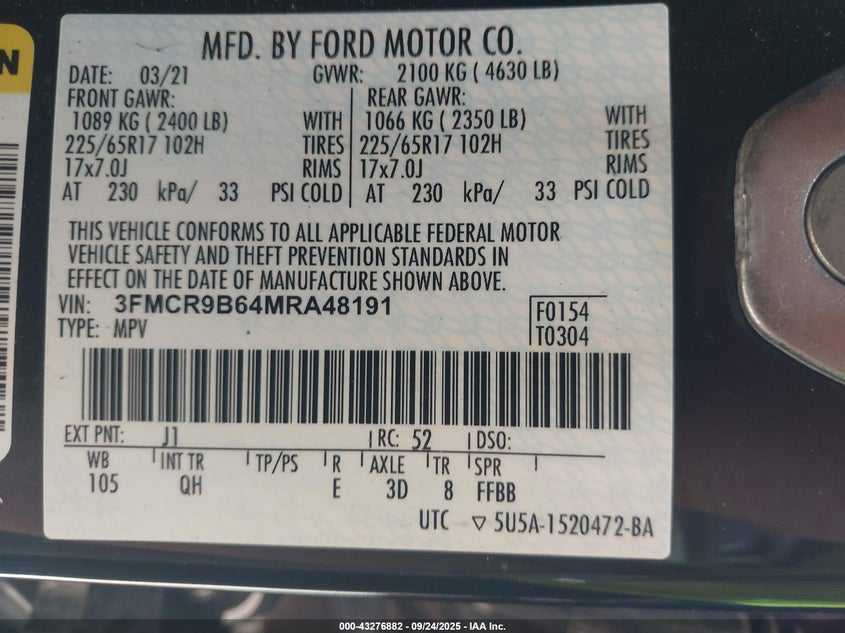 N
MFD. BY FORD MOTOR CO.
DATE: 03/21 GVWR: 2100 KG ( 4630 LB)
FRONT GAWR: REAR GAWR:
1089 KG ( 2400 LB) WITH 1066 KG ( 2350 LB) WITH
225/65R17 102H TIRES 225/65R17 102H TIRES
17x7.0J RIMS 17x7.0J RIMS
AT 230 kPa/ 33 PSI COLD AT 230 kPa/ 33 PSI COLD
THIS VEHICLE CONFORMS TO ALL APPLICABLE FEDERAL MOTOR
VEHICLE SAFETY AND THEFT PREVENTION STANDARDS IN
EFFECT ON THE DATE OF MANUFACTURE SHOWN ABOVE.
VIN: 3FMCR9B64MRA48191 F0154
TYPE: MPV T0304
EXT PNT: J1 RC: 52 DSO:
WB INT TR TP/PS R AXLE TR SPR
105 QH E 3D 8 FFBB
UTC ▽ 5U5A-1520472-BA
000-43276882 - 09/24/2025 - IAA Inc.